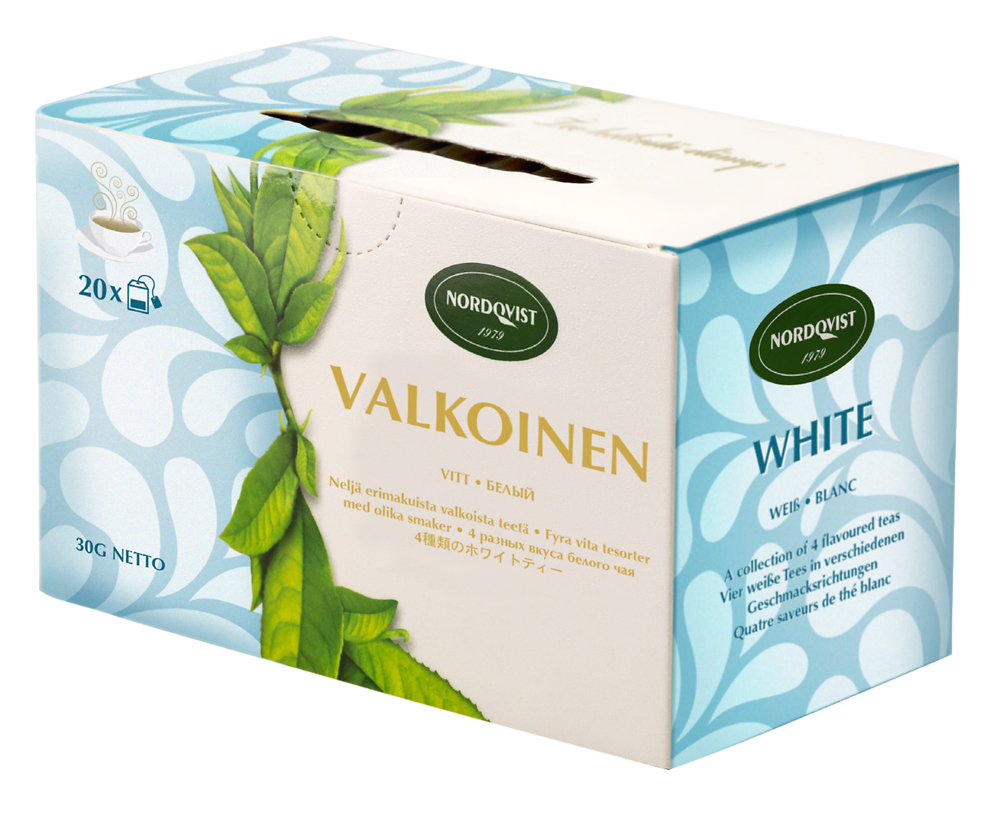 20x
30G NETTO
NORDQVIST
1979
VALKOINEN
VITT • БЕЛЫЙ
Neljä erimakuista valkoista teetä • Fyra vita tesorter
med olika smaker • 4 разных вкуса белого чая
4種類のホワイトティー
NORDQVIST
1979
WHITE
WEIß • BLANC
A collection of 4 flavoured teas
Vier weiße Tees in verschiedenen
Geschmacksrichtungen
Quatre saveurs de thé blanc